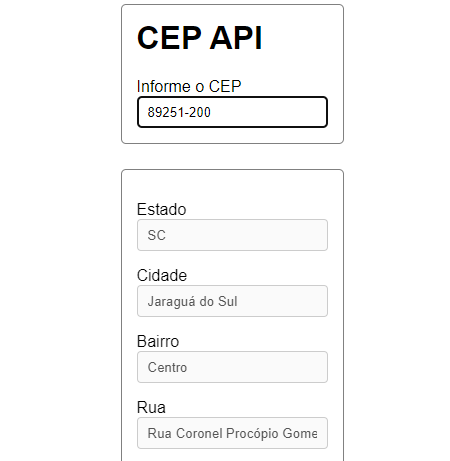 CEP API
Informe o CEP
89251-200
Estado
SC
Cidade
Jaraguá do Sul
Bairro
Centro
Rua
Rua Coronel Procópio Gome